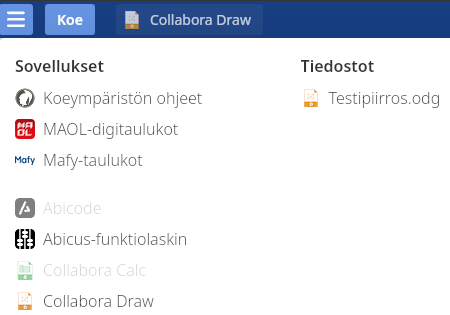 Koe Collabora Draw
Sovellukset
Koeympäristön ohjeet
MAOL-digitaulukot
Mafy Mafy-taulukot
Abicode
Abicus-funktiolaskin
Collabora Calc
Collabora Draw
Tiedostot
Testipiirros.odg